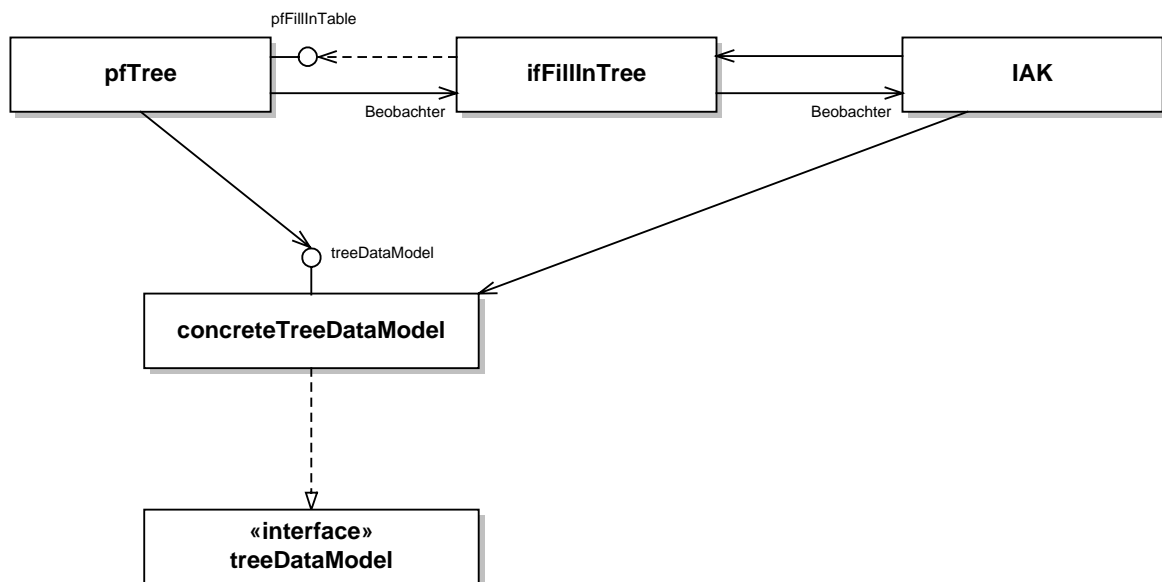 pfFillInTable
pfTree
ifFillInTree
IAK
Beobachter
Beobachter
treeDataModel
concreteTreeDataModel
«interface»
treeDataModel